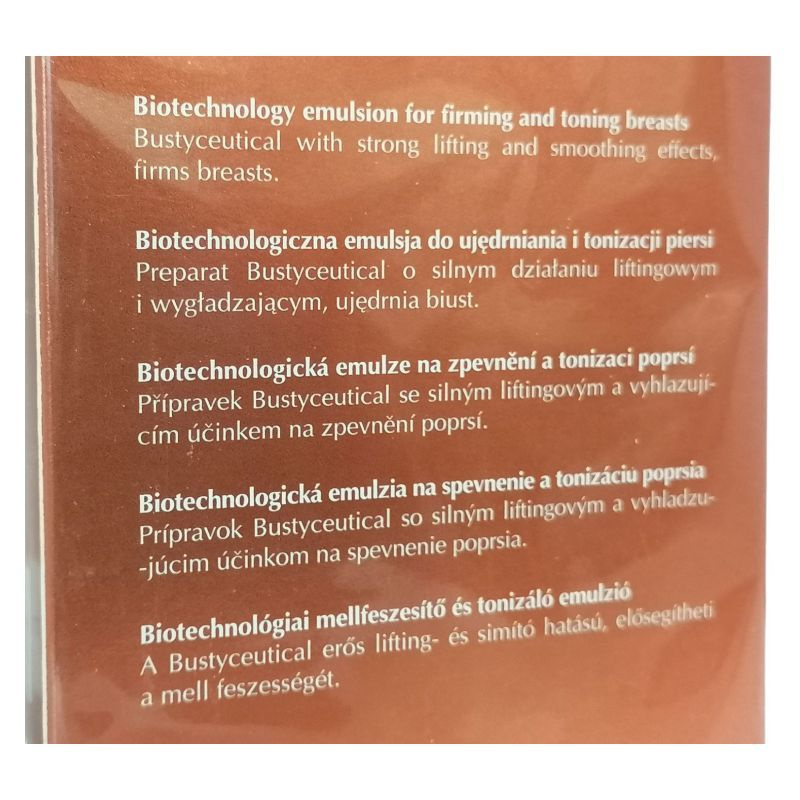 Biotechnology emulsion for firming and toning breasts
Bustyceutical with strong lifting and smoothing effects,
firms breasts.
Biotechnologiczna emulsja do ujędrniania i tonizacji piersi
Preparat Bustyceutical o silnym działaniu liftingowym
i wygładzającym, ujędrnia biust.
Biotechnologická emulze na zpevnění a tonizaci poprsí
Přípravek Bustyceutical se silným liftingovým a vyhlazují-
cím účinkem na zpevnění poprsí.
Biotechnologická emulzia na spevnenie a tonizáciu poprsia
Prípravok Bustyceutical so silným liftingovým a vyhladzu-
-júcim účinkom na spevnenie poprsia.
Biotechnológiai mellfeszesítő és tonizáló emulzió
A Bustyceutical erős lifting- és simító hatású, elősegítheti
a mell feszességét.